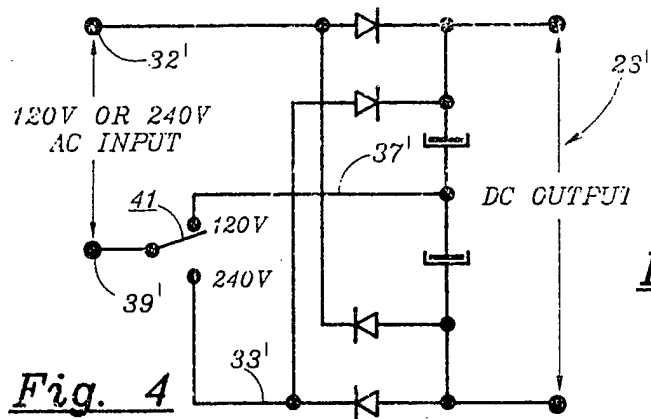 32'
23'
120V OR 240V
AC INPUT
37'
DC OUTPUT
41
120V
240V
39'
33'
Fig. 4